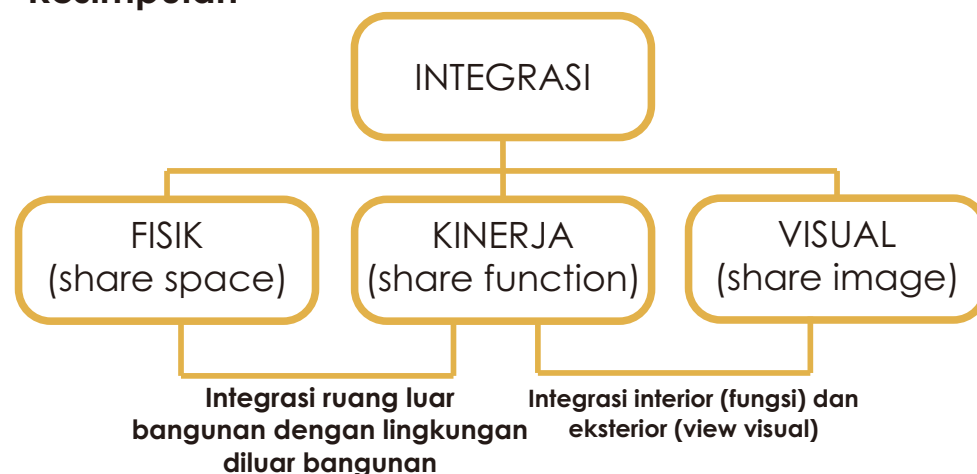 Kesimpulan
INTEGRASI
FISIK
(share space)
KINERJA
(share function)
VISUAL
(share image)
Integrasi ruang luar
bangunan dengan lingkungan
diluar bangunan
Integrasi interior (fungsi) dan
eksterior (view visual)